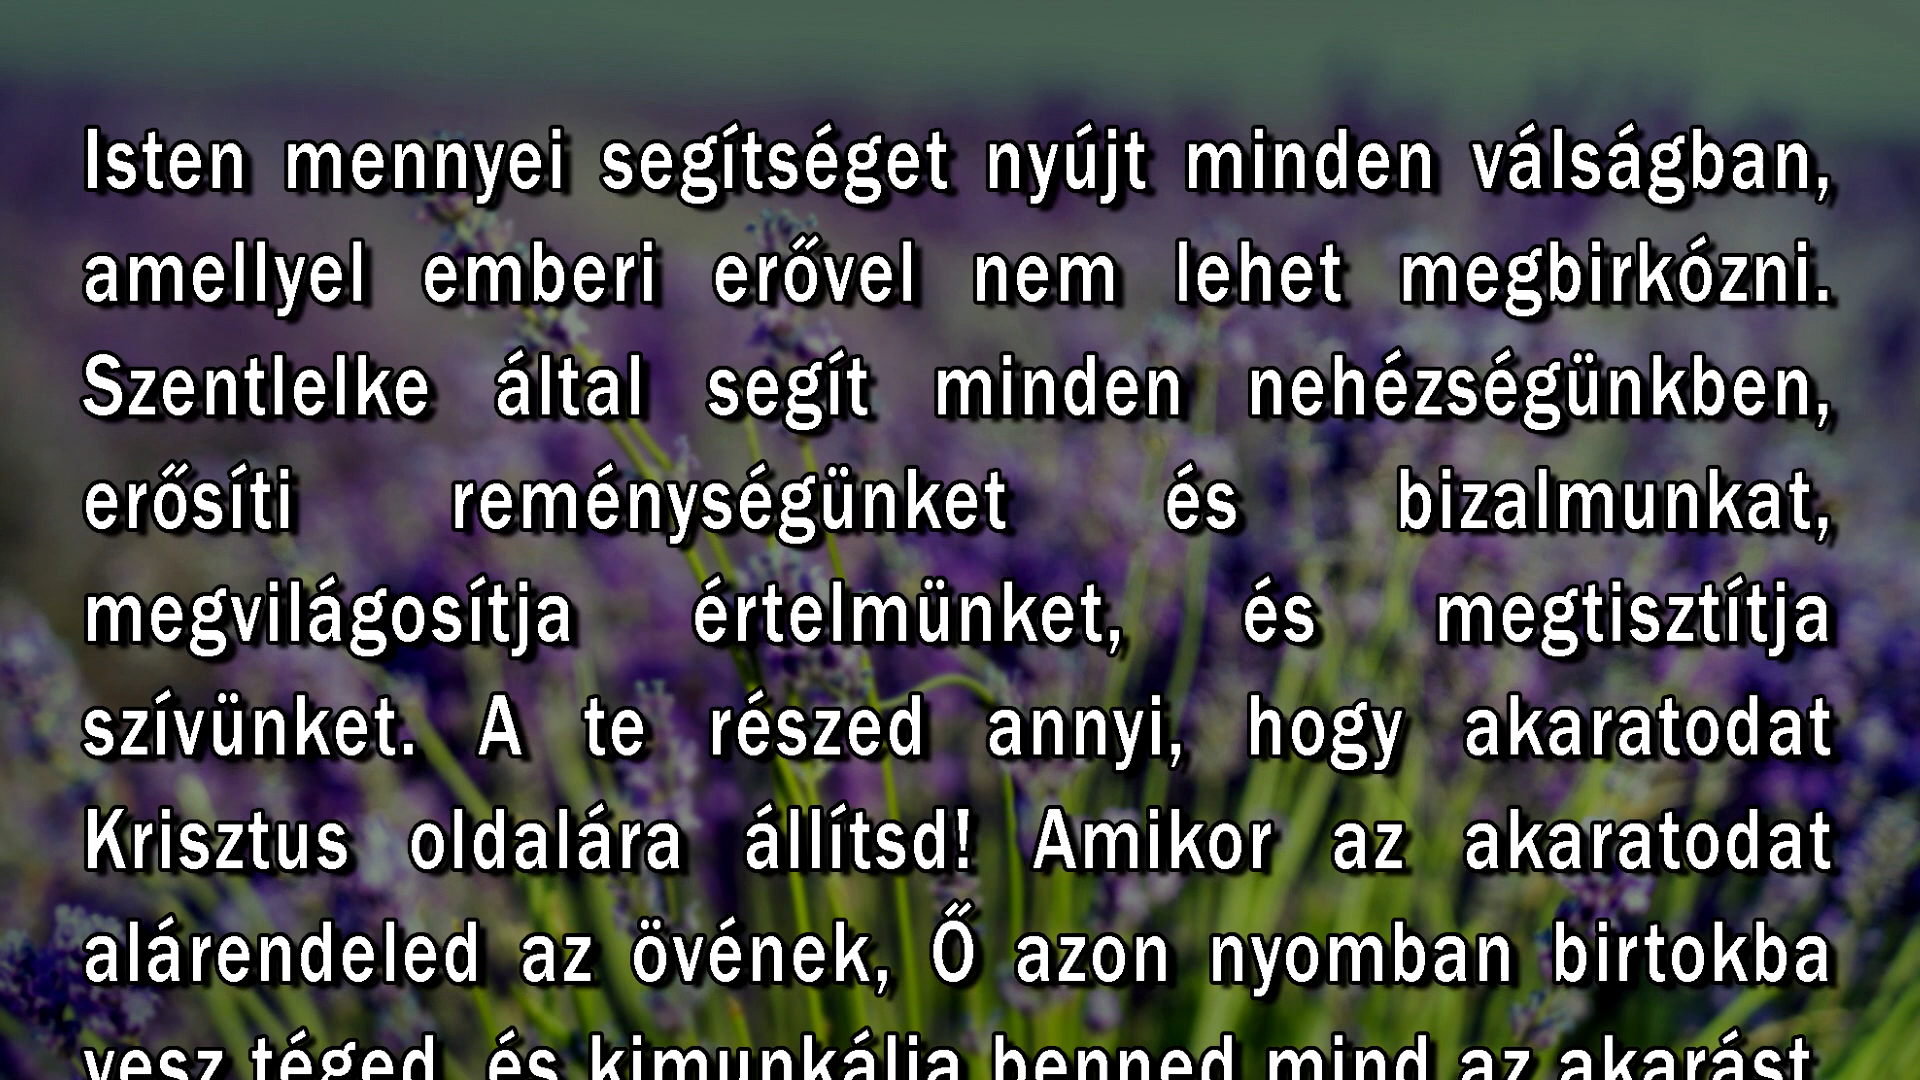 Isten mennyei segítséget nyújt minden válságban,
amellyel emberi erővel nem lehet megbirkózni.
Szentlelke által segít minden nehézségünkben,
erősíti reménységünket és bizalmunkat,
megvilágosítja értelmünket, és megtisztítja
szívünket. A te részed annyi, hogy akaratodat
Krisztus oldalára állítsd! Amikor az akaratodat
alárendeled az övének, Ő azon nyomban birtokba
vesz téged, és kimunkálja benned mind az akarást,